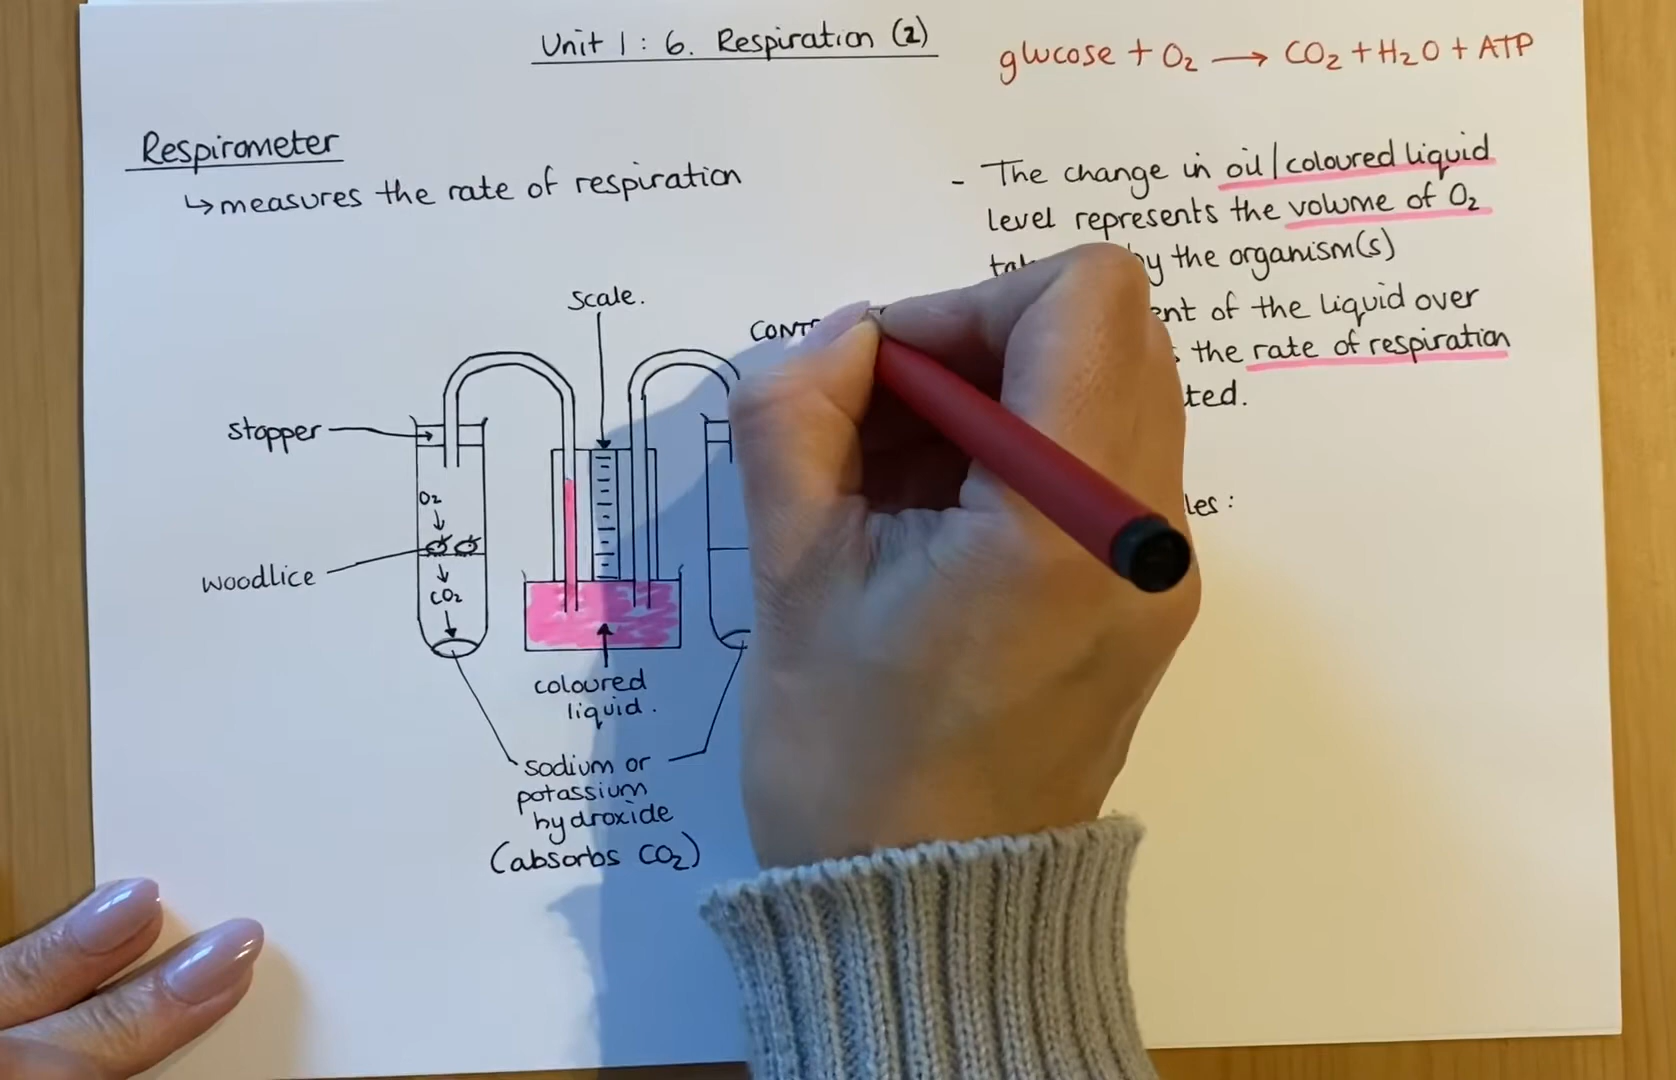 Unit 1 : 6. Respiration (2)
glucose + O₂ → CO₂ + H₂O + ATP
Respirometer
↳ measures the rate of respiration
scale.
stopper
O₂
woodlice
CO₂
coloured
liquid.
sodium or
potassium
hydroxide
(absorbs CO₂)
- The change in oil/coloured liquid
level represents the volume of O₂
by the organism(s)
of the liquid over
the rate of respiration